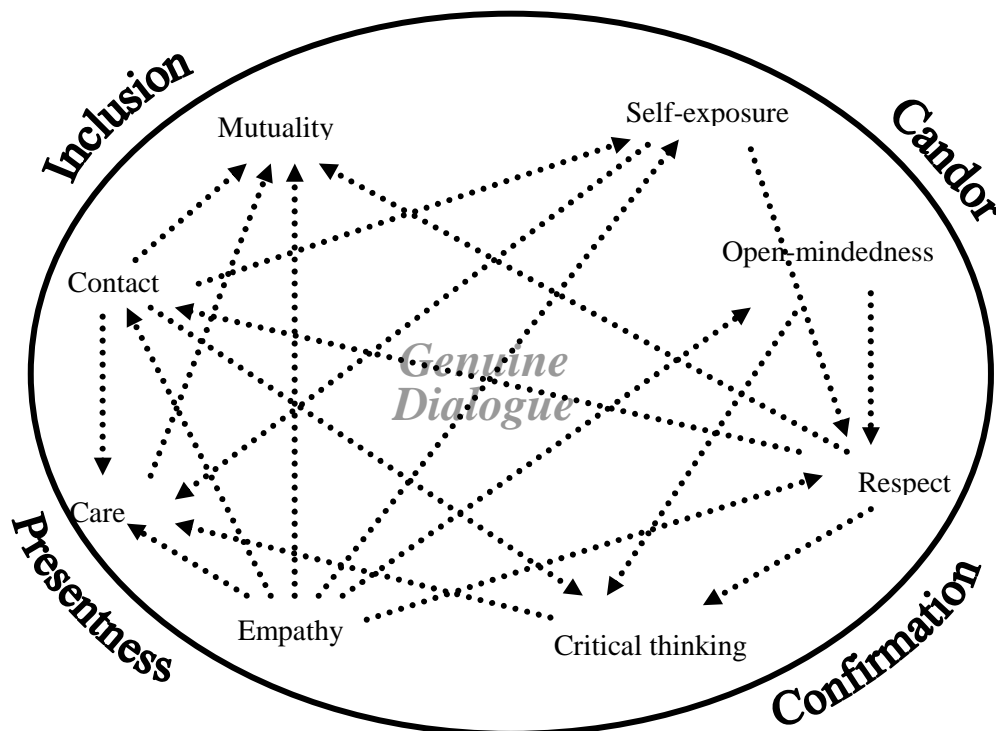 Inclusion
Candor
Mutuality
Self-exposure
Open-mindedness
Contact
Genuine
Dialogue
Respect
Care
Presentness
Empathy
Critical thinking
Confirmation